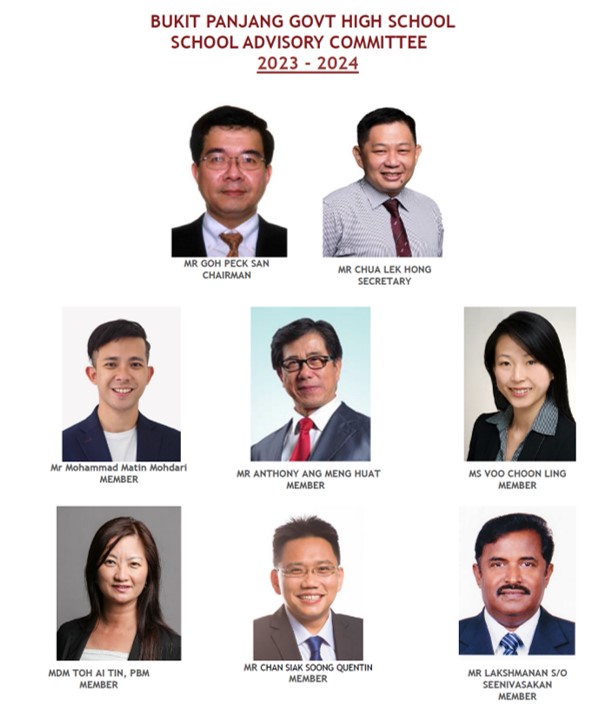 BUKIT PANJANG GOVT HIGH SCHOOL
SCHOOL ADVISORY COMMITTEE
2023 - 2024
MR GOH PECK SAN
CHAIRMAN
MR CHUA LEK HONG
SECRETARY
Mr Mohammad Matin Mohdari
MEMBER
MR ANTHONY ANG MENG HUAT
MEMBER
MS VOO CHOON LING
MEMBER
MDM TOH AI TIN, PBM
MEMBER
MR CHAN SIAK SOONG QUENTIN
MEMBER
MR LAKSHMANAN S/O
SEENIVASAKAN
MEMBER